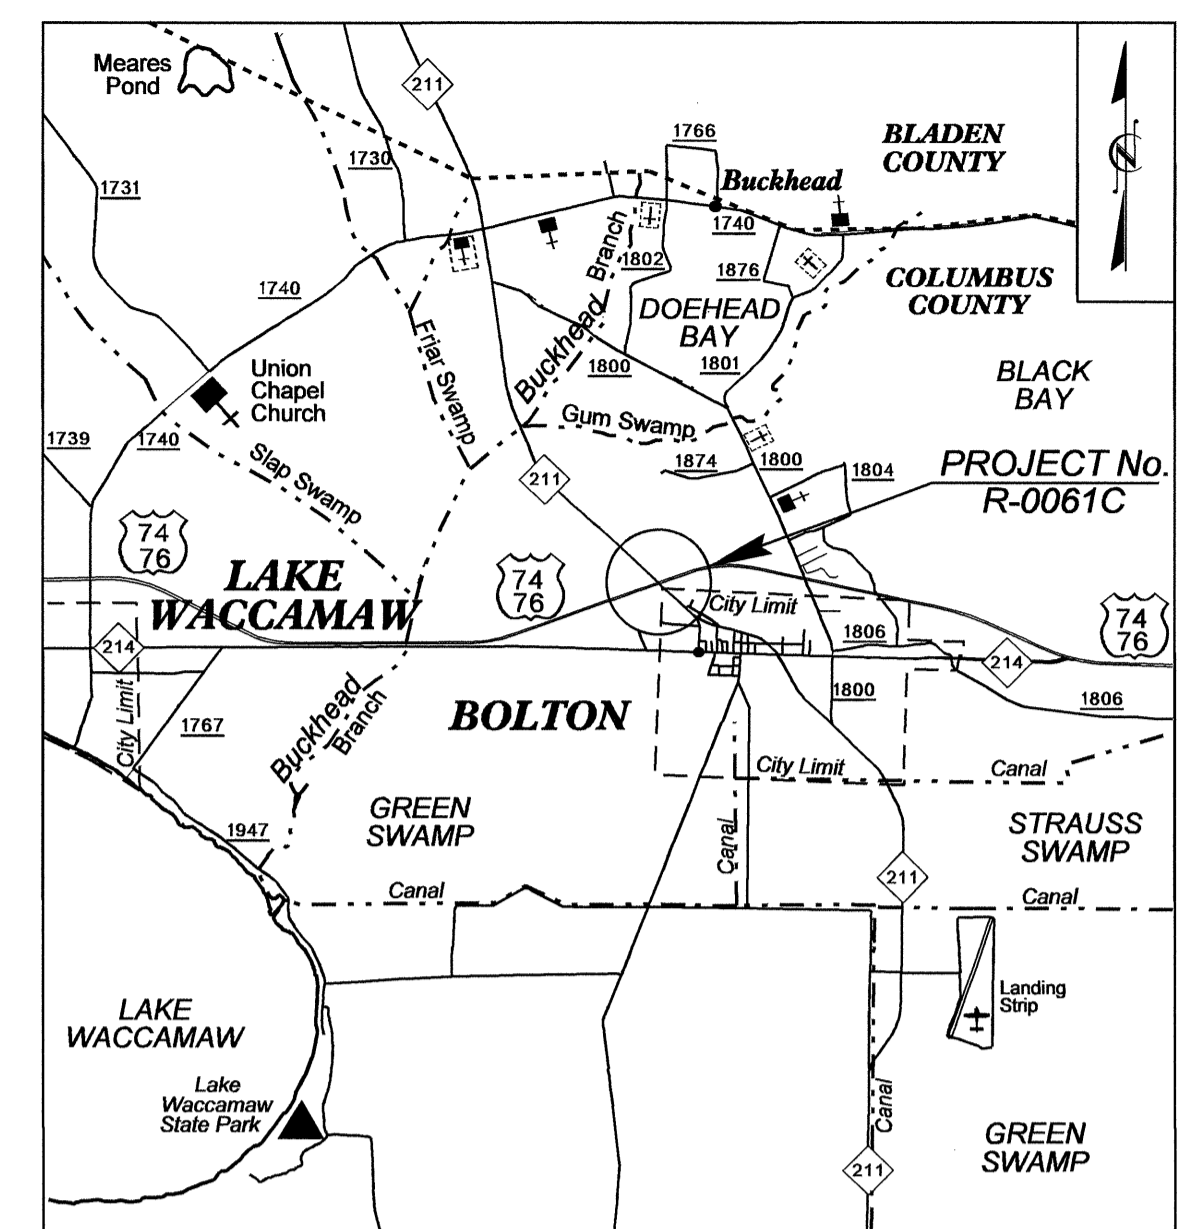 Meares
Pond
211
1730
1766
BLADEN
COUNTY
N
1731
Buckhead
1740
1802
1876
COLUMBUS
COUNTY
1740
Buckhead Branch
DOEHEAD
BAY
Friar Swamp
1800
1801
BLACK
BAY
Union
Chapel
Church
Gum Swamp
1739
1740
Slap Swamp
211
1874
1800
1804
PROJECT No.
R-0061C
74
76
LAKE
WACCAMAW
74
76
City Limit
74
76
214
1806
214
City Limit
1767
Buckhead
Branch
BOLTON
1800
1806
City Limit
Canal
GREEN
SWAMP
STRAUSS
SWAMP
1947
Canal
211
Canal
Canal
Landing
Strip
LAKE
WACCAMAW
Lake
Waccamaw
State Park
Canal
GREEN
SWAMP
211